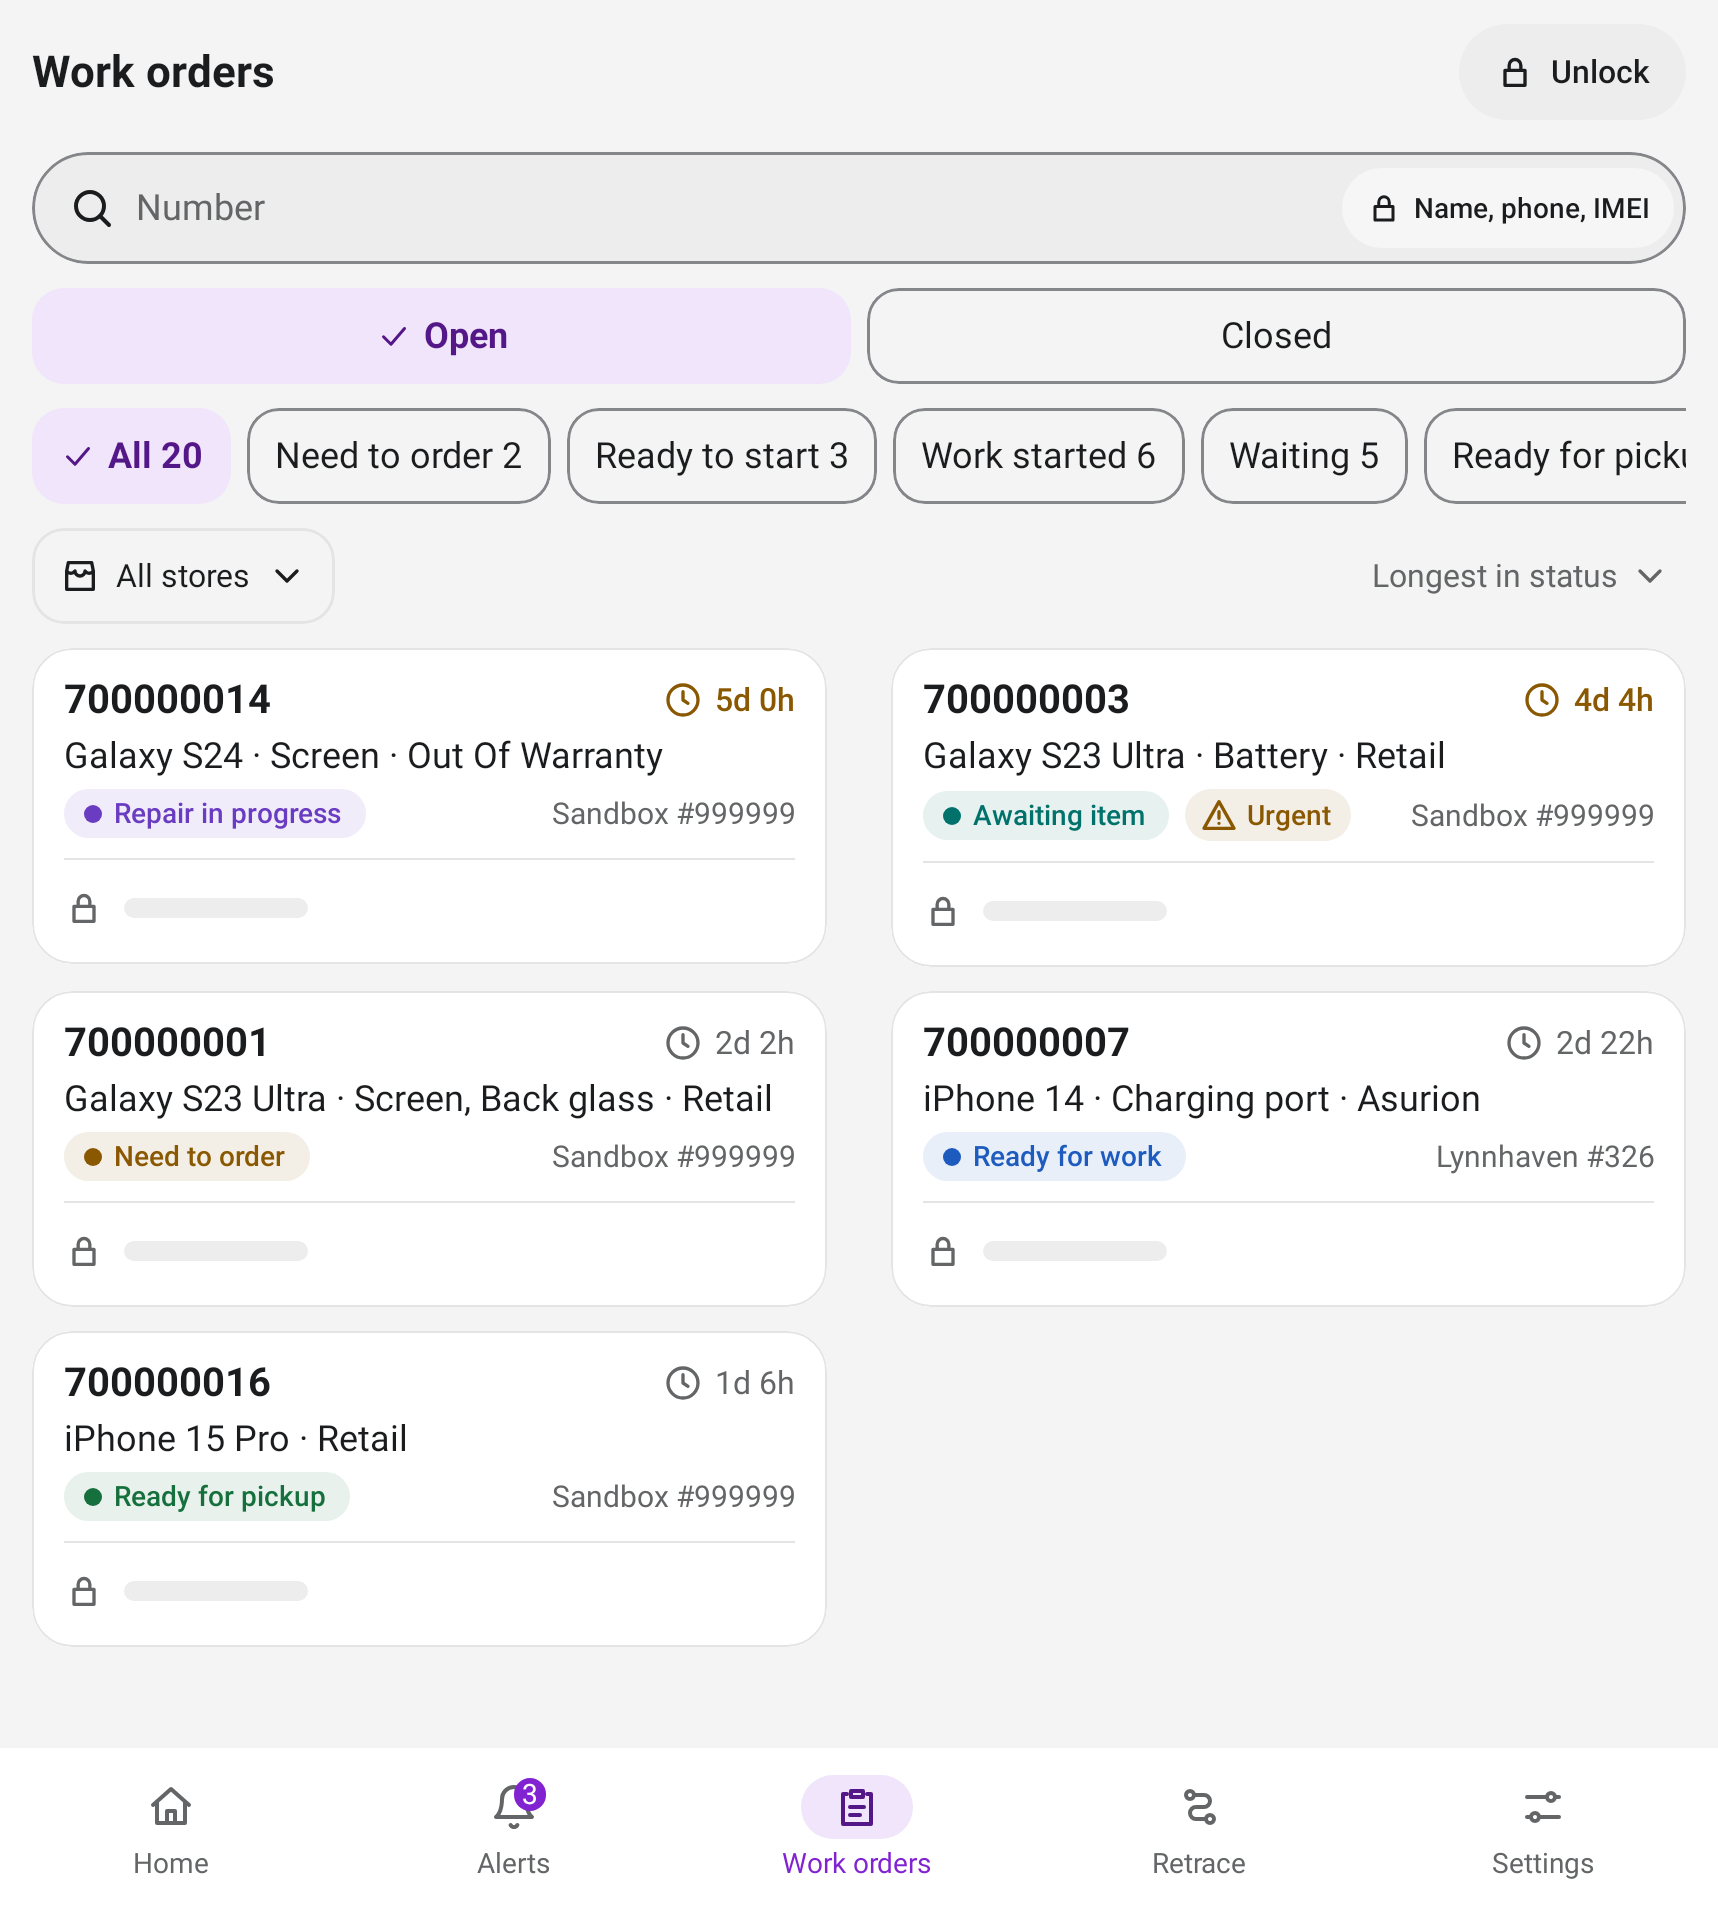 Work orders
Unlock
Number
Name, phone, IMEI
Open
Closed
All 20
Need to order 2
Ready to start 3
Work started 6
Waiting 5
Ready for
All stores
Longest in status
700000014
5d 0h
Galaxy S24 · Screen · Out Of Warranty
Repair in progress
Sandbox #999999
700000003
4d 4h
Galaxy S23 Ultra · Battery · Retail
Awaiting item
Urgent
Sandbox #999999
700000001
2d 2h
Galaxy S23 Ultra · Screen, Back glass · Retail
Need to order
Sandbox #999999
700000007
2d 22h
iPhone 14 · Charging port · Asurion
Ready for work
Lynnhaven #326
700000016
1d 6h
iPhone 15 Pro · Retail
Ready for pickup
Sandbox #999999
Home
3
Alerts
Work orders
Retrace
Settings